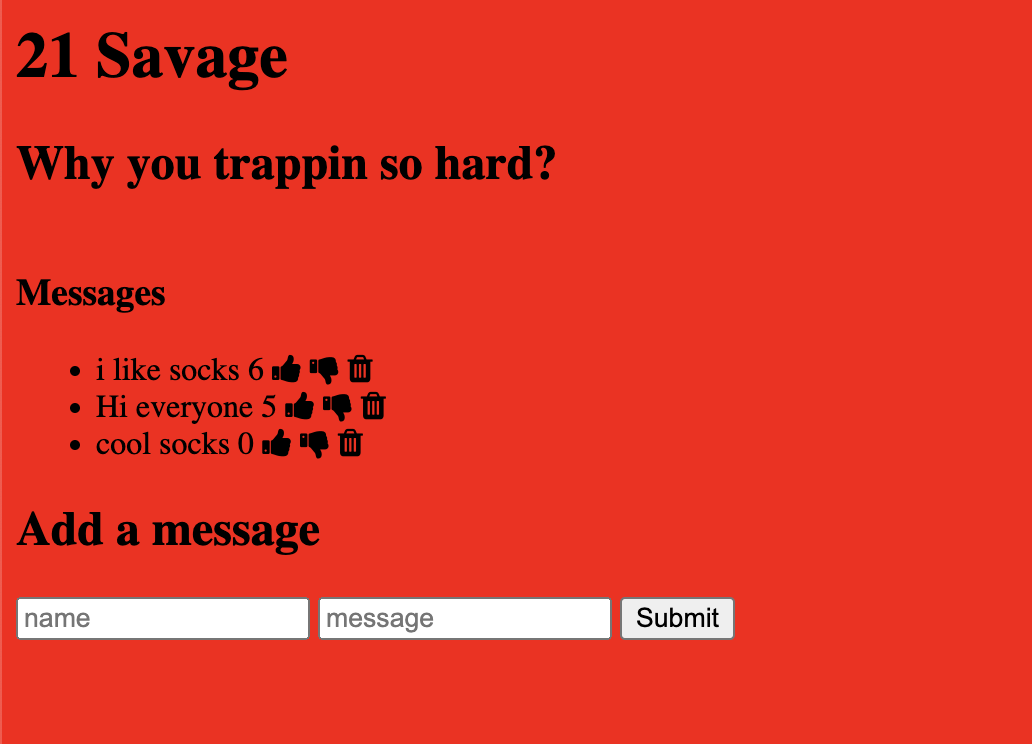 21 Savage
Why you trappin so hard?
Messages
i like socks 6
Hi everyone 5
cool socks 0
Add a message
name message Submit